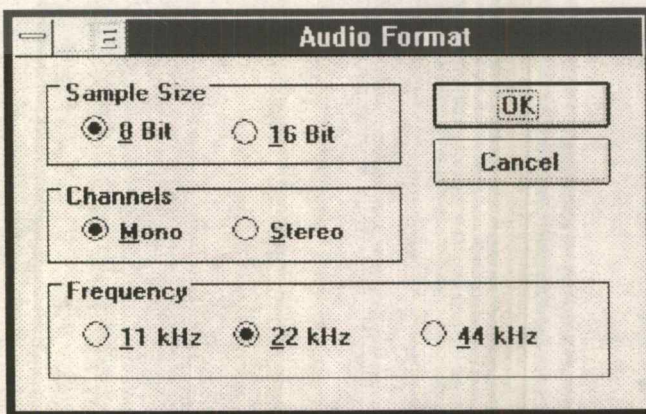 Audio Format
Sample Size
8 Bit
16 Bit
OK
Cancel
Channels
Mono
Stereo
Frequency
11 kHz
22 kHz
44 kHz